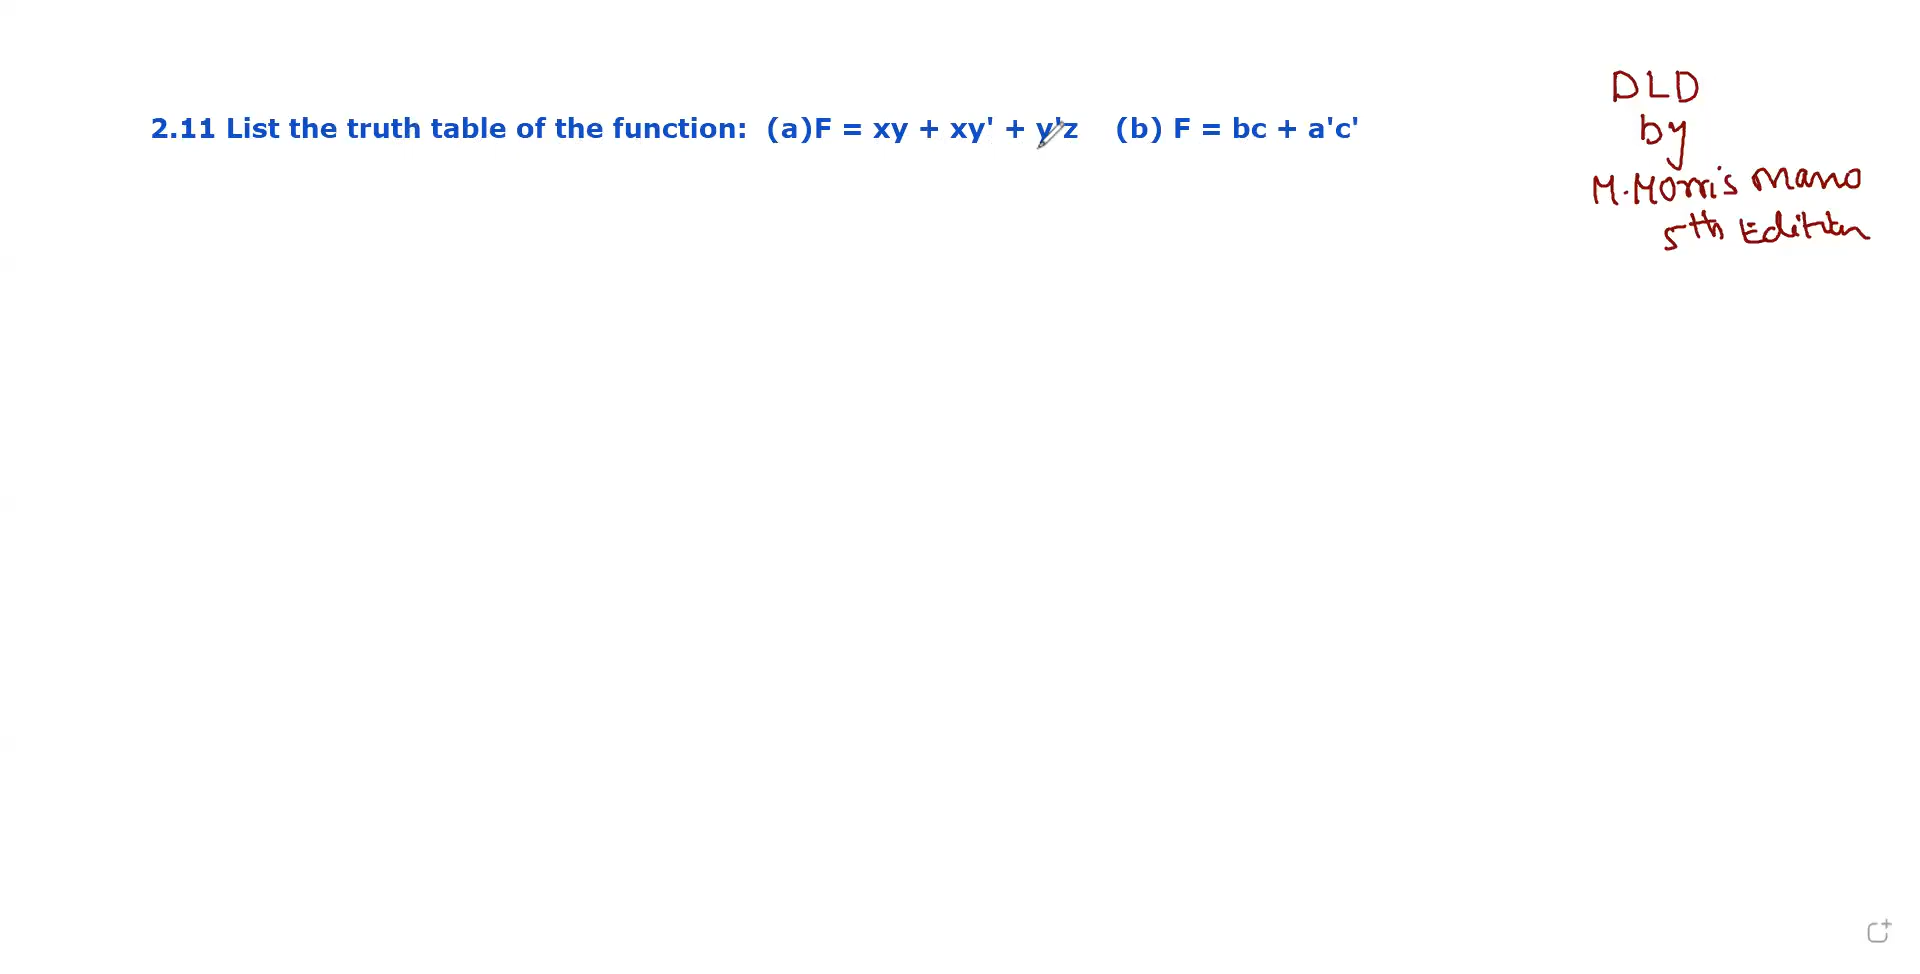 2.11 List the truth table of the function:  (a)F = xy + xy' + y'z    (b) F = bc + a'c'
DLD
by
M.Morris Mano
5th Edition